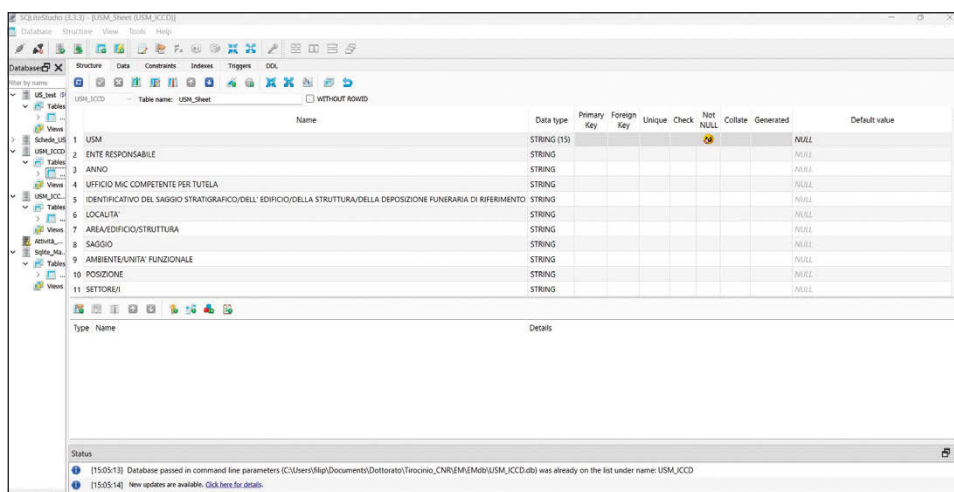 SQLiteStudio (3.3.3) - [USM_Sheet (USM_ICCD)]
Database Structure View Tools Help
Databases
Structure Data Constraints Indexes Triggers DDL
Filter by name
USM_ICCD Table name: USM_Sheet WITHOUT ROWID
Name Data type Primary Key Foreign Key Unique Check Not NULL Collate Generated Default value
1 USM STRING (15) NULL
2 ENTE RESPONSABILE STRING NULL
3 ANNO STRING NULL
4 UFFICIO MiC COMPETENTE PER TUTELA STRING NULL
5 IDENTIFICATIVO DEL SAGGIO STRATIGRAFICO/DELL' EDIFICIO/DELLA STRUTTURA/DELLA DEPOSIZIONE FUNERARIA DI RIFERIMENTO STRING NULL
6 LOCALITA' STRING NULL
7 AREA/EDIFICIO/STRUTTURA STRING NULL
8 SAGGIO STRING NULL
9 AMBIENTE/UNITA' FUNZIONALE STRING NULL
10 POSIZIONE STRING NULL
11 SETTORE/I STRING NULL
US_test
Tables
...
Views
Schede_US
USM_ICCD
Tables
...
Views
USM_ICC...
Tables
...
Views
Attività_...
Sqlite_Ma...
Tables
...
Views
Type Name Details
Status
[15:05:13] Database passed in command line parameters (C:\Users\filip\Documents\Dottorato\Tirocinio_CNR\EM\EMdb\USM_ICCD.db) was already on the list under name: USM_ICCD
[15:05:14] New updates are available. Click here for details.